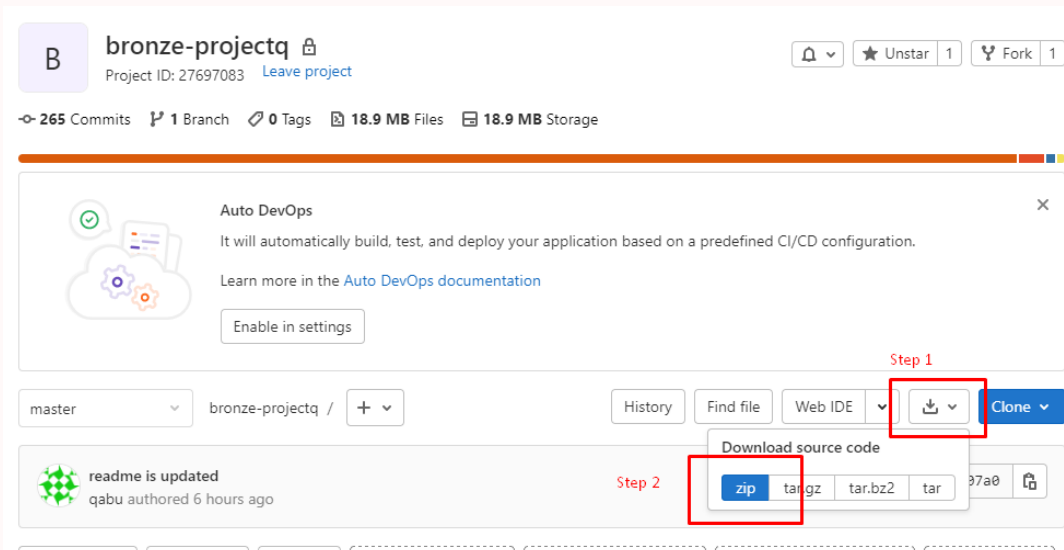 B
bronze-projectq
Project ID: 27697083 Leave project
Unstar 1 Fork 1
265 Commits 1 Branch 0 Tags 18.9 MB Files 18.9 MB Storage
Auto DevOps
It will automatically build, test, and deploy your application based on a predefined CI/CD configuration.
Learn more in the Auto DevOps documentation
Enable in settings
Step 1
master bronze-projectq / + History Find file Web IDE Clone
Download source code
readme is updated
qabu authored 6 hours ago
Step 2
zip tar.gz tar.bz2 tar
07a0